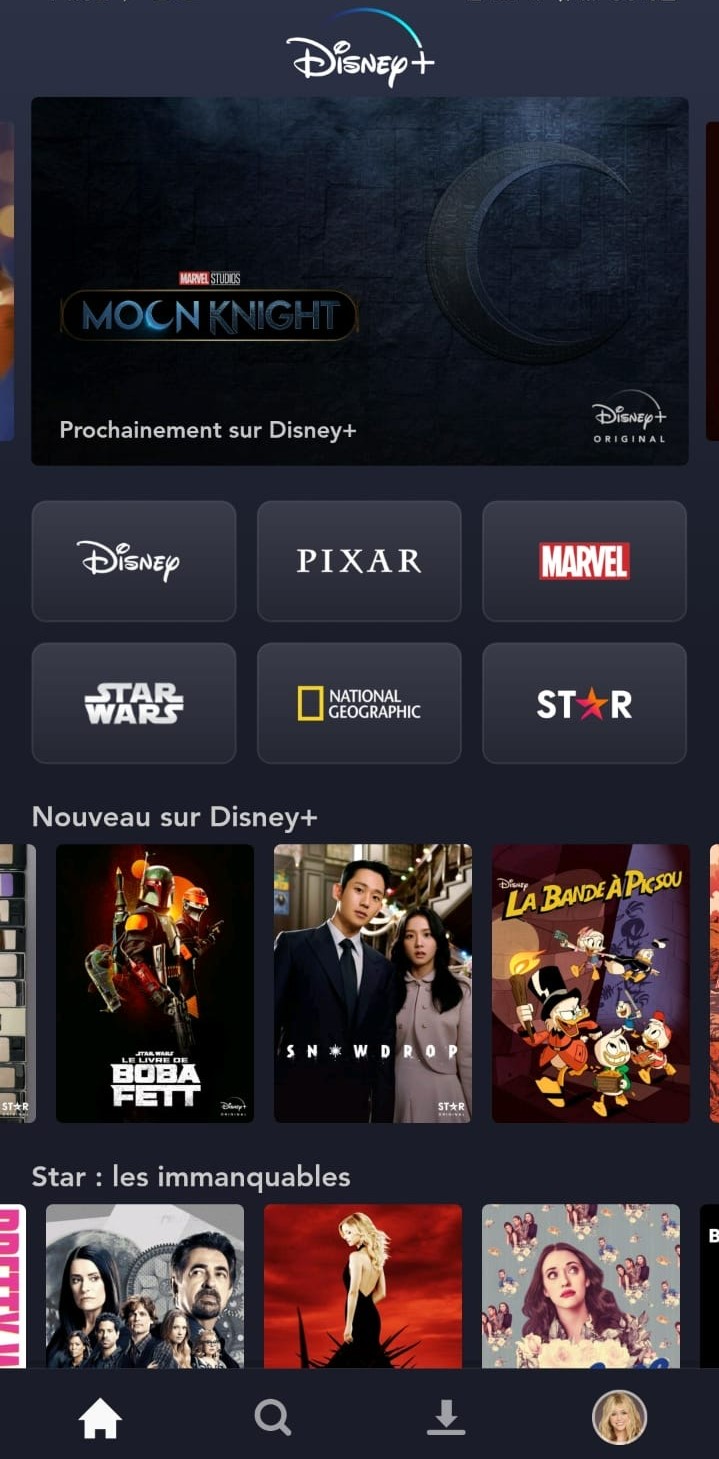 Disney+
MARVEL STUDIOS
MOON KNIGHT
Prochainement sur Disney+
Disney+
ORIGINAL
Disney
PIXAR
MARVEL
STAR
WARS
NATIONAL
GEOGRAPHIC
STAR
Nouveau sur Disney+
STAR
STAR WARS
LE LIVRE DE
BOBA
FETT
Disney+
ORIGINAL
SNOWDROP
STAR
ORIGINAL
Disney
LA BANDE À PICSOU
Star : les immanquables
PRETTY
B